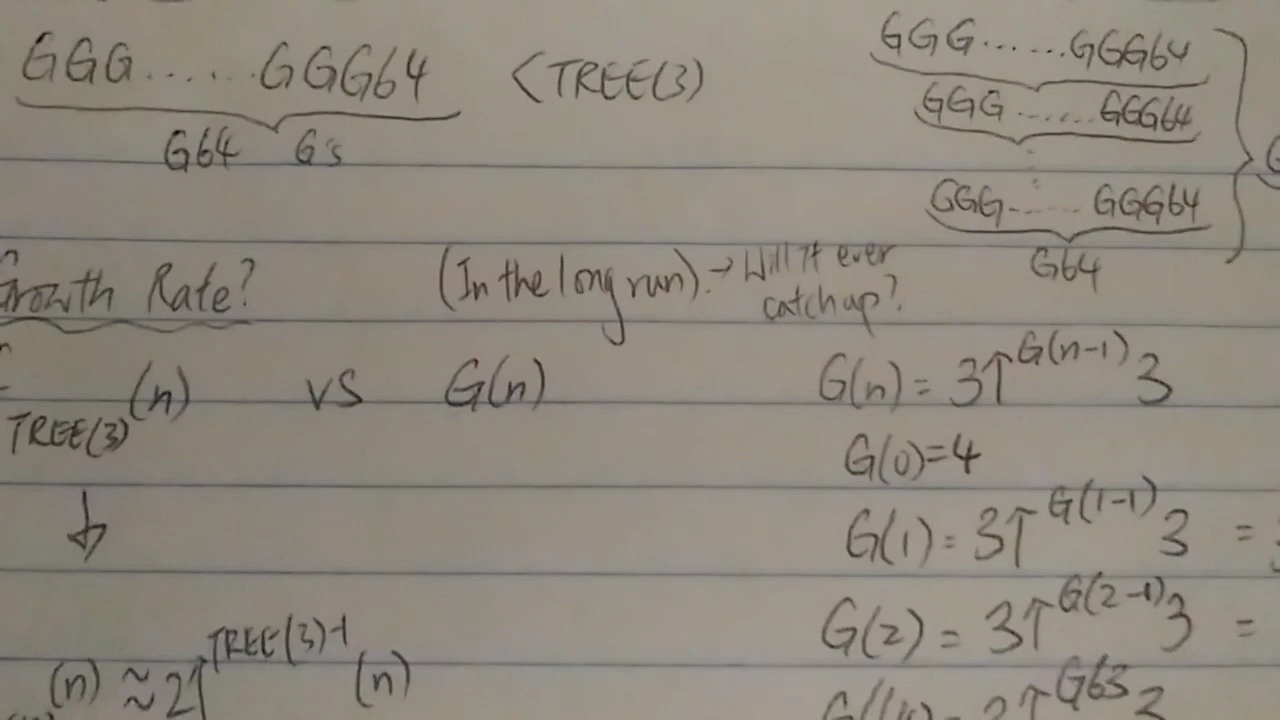 GGG......GGG64 < TREE(3)
G64 Gs
GGG......GGG64
GGG......GGG64
GGG......GGG64
G64
Growth Rate? (In the long run). → Will it ever
catch up?
(n) vs G(n)
TREE(3)
G(n) = 3↑^G(n-1) 3
G(0)=4
G(1) = 3↑^G(1-1) 3 =
G(2) = 3↑^G(2-1) 3 =
(n) ≈ 2↑^TREE(3)-1 (n)
G63